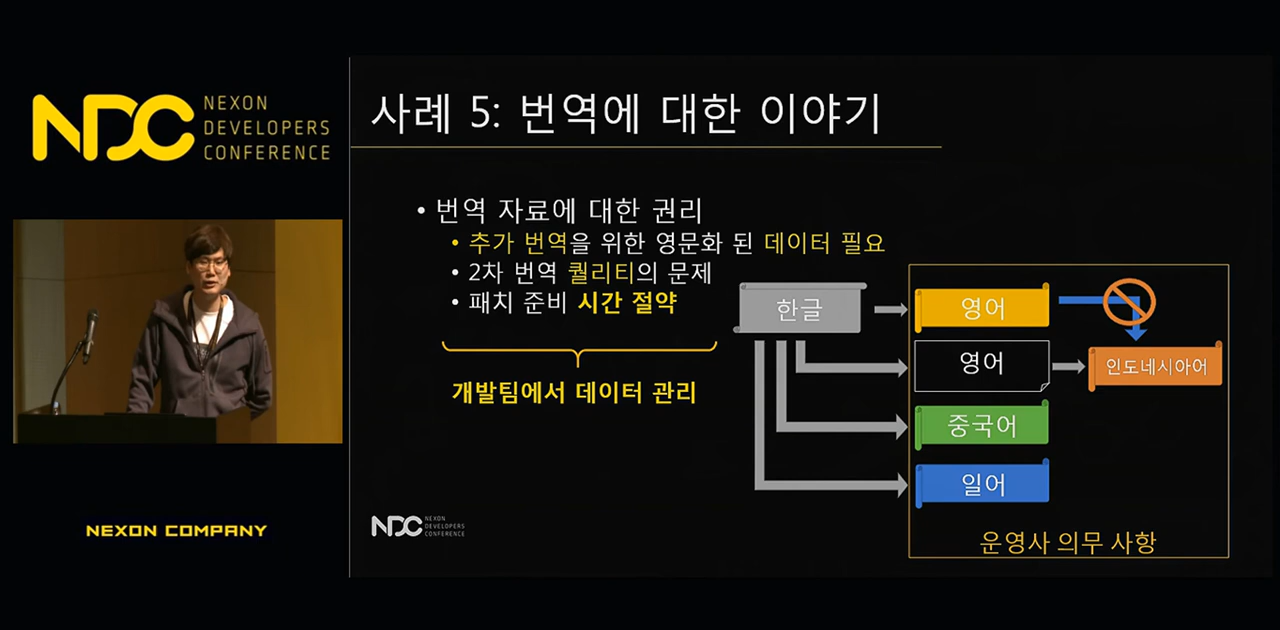 NDC
NEXON
DEVELOPERS
CONFERENCE
사례 5: 번역에 대한 이야기
• 번역 자료에 대한 권리
• 추가 번역을 위한 영문화 된 데이터 필요
• 2차 번역 퀄리티의 문제
• 패치 준비 시간 절약
개발팀에서 데이터 관리
한글
영어
영어
인도네시아어
중국어
일어
운영사 의무 사항
NDC
NEXON
DEVELOPERS
CONFERENCE
NEXON COMPANY